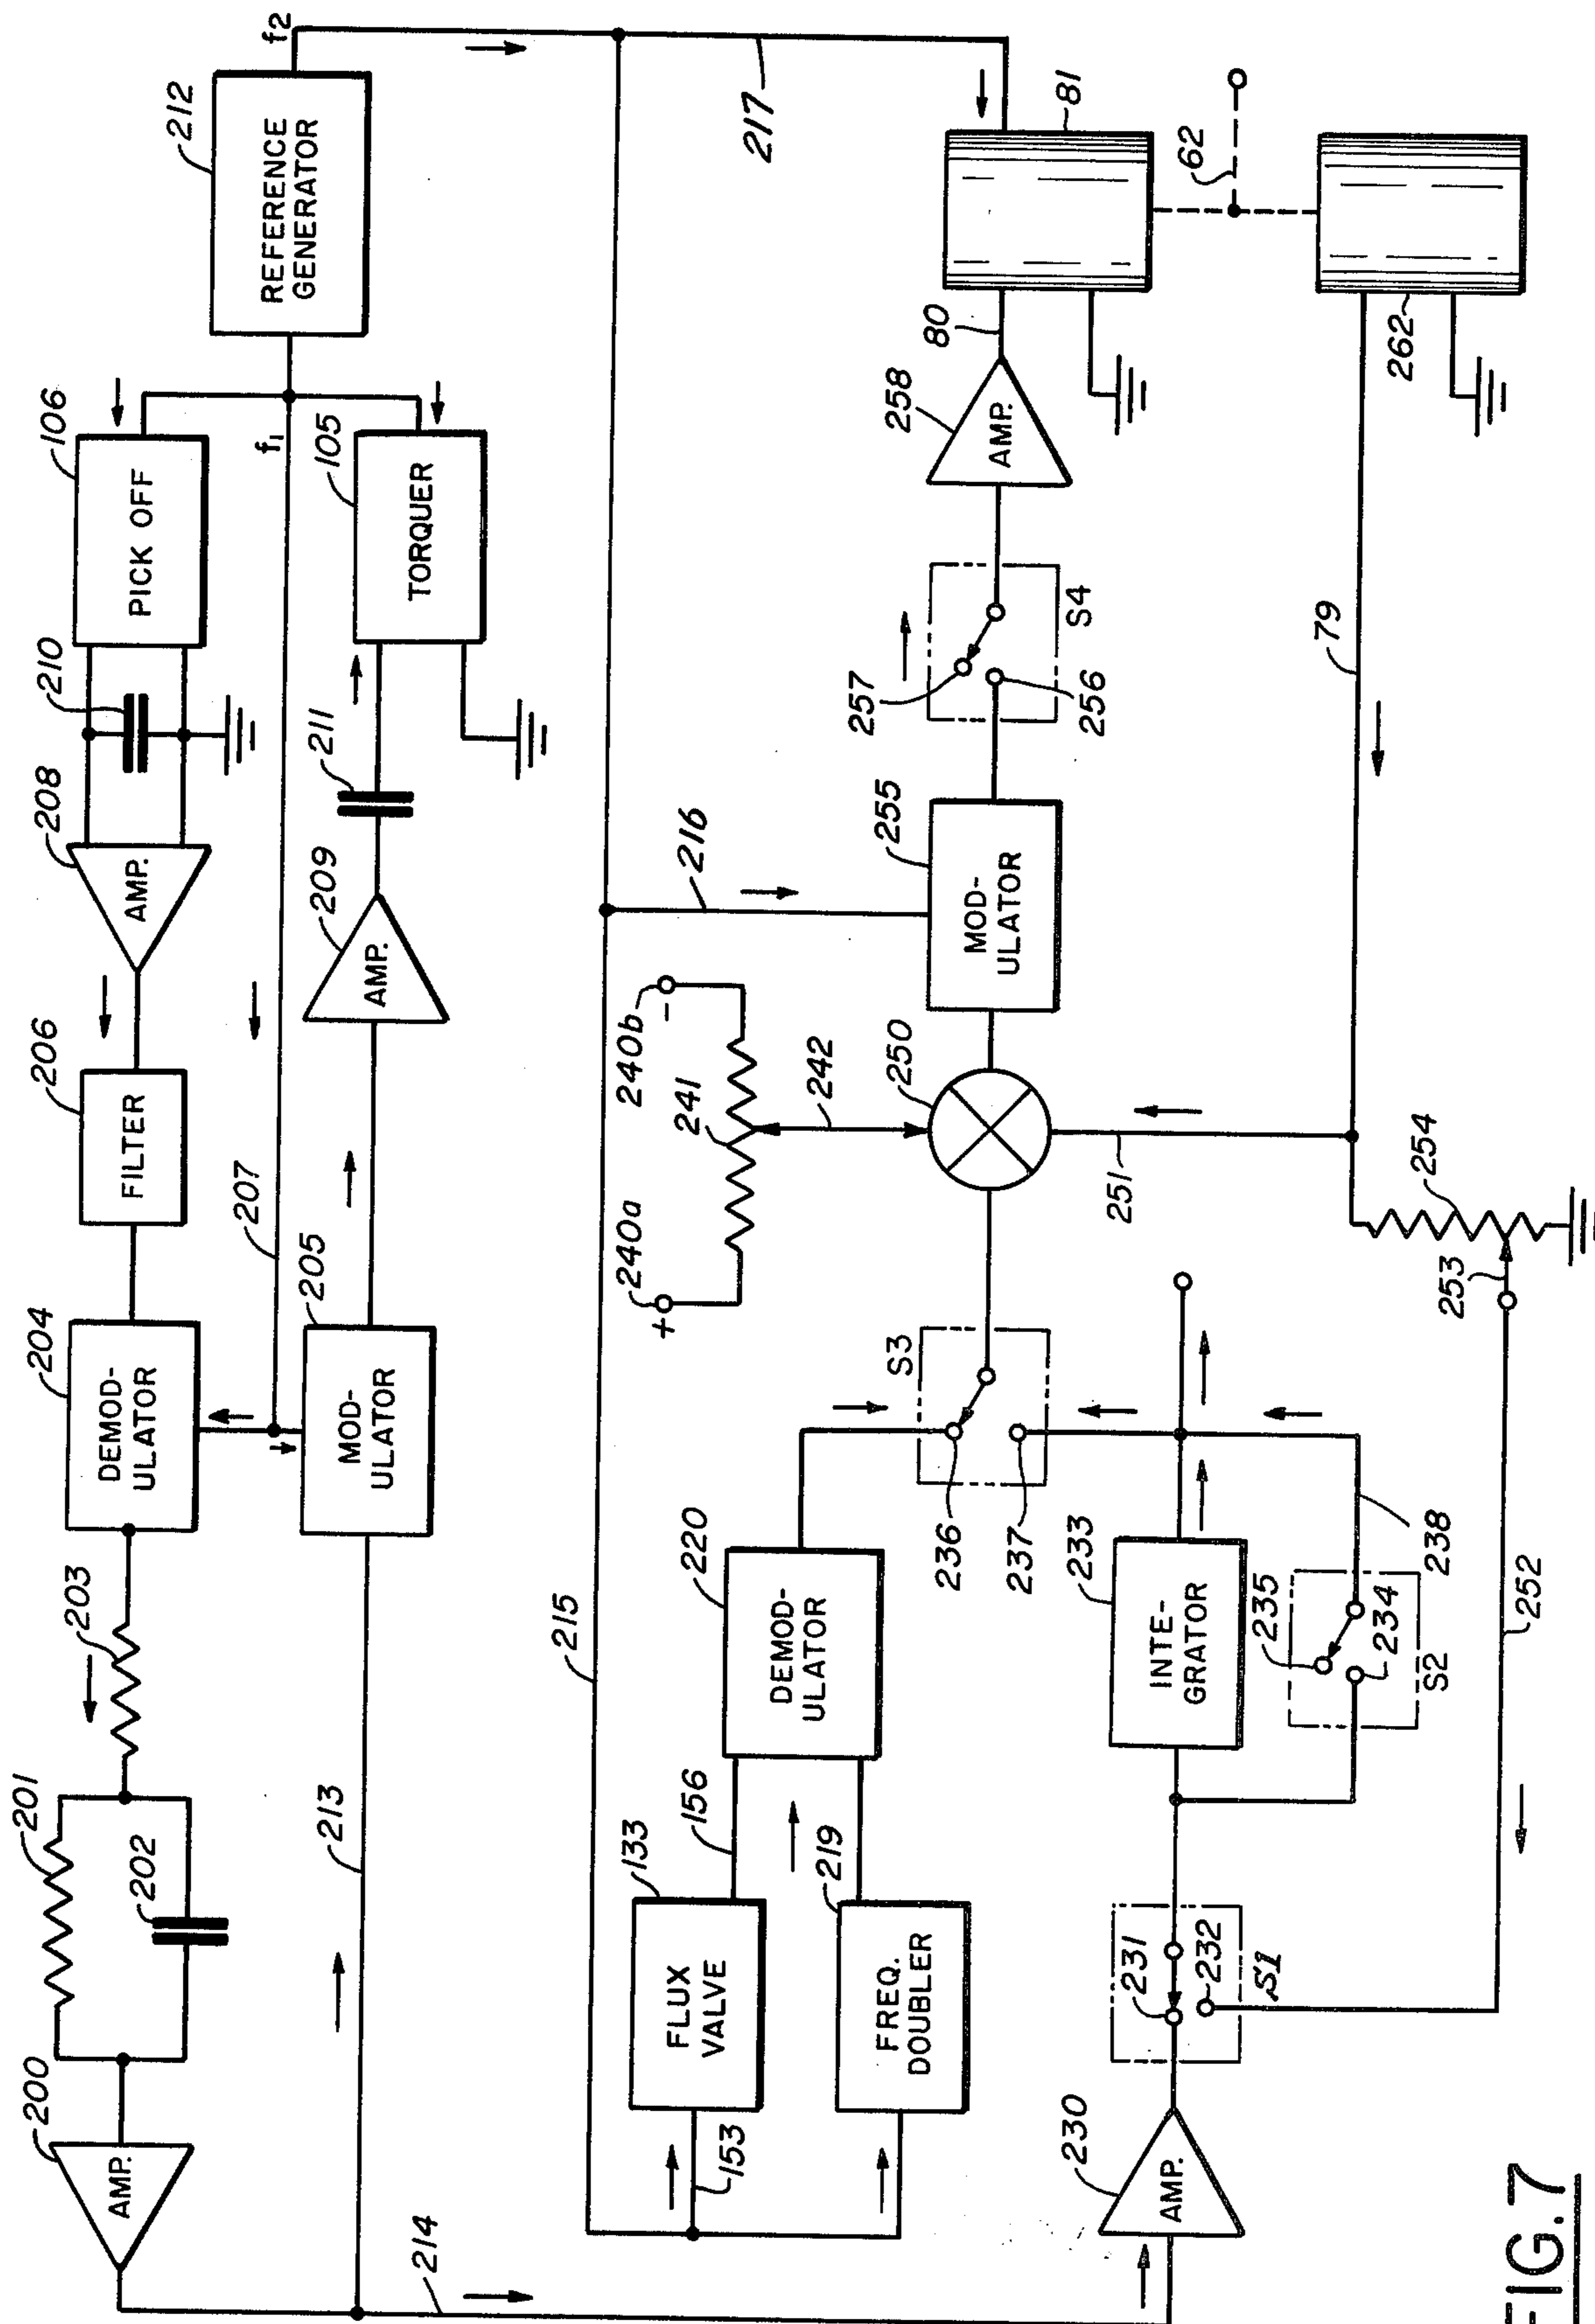 200
AMP.
201
202
203
204
DEMOD-
ULATOR
206
FILTER
208
AMP.
210
106
PICK OFF
212
REFERENCE
GENERATOR
f2
f1
213
205
MOD-
ULATOR
207
209
AMP.
211
105
TORQUER
214
215
217
153
133
FLUX
VALVE
156
219
FREQ.
DOUBLER
220
DEMOD-
ULATOR
236
237
S3
240a
+
241
240b
-
242
250
216
255
MOD-
ULATOR
257
256
S4
258
AMP.
80
81
62
262
79
251
254
253
252
230
AMP.
231
232
S1
233
INTE-
GRATOR
235
234
S2
238
FIG.7